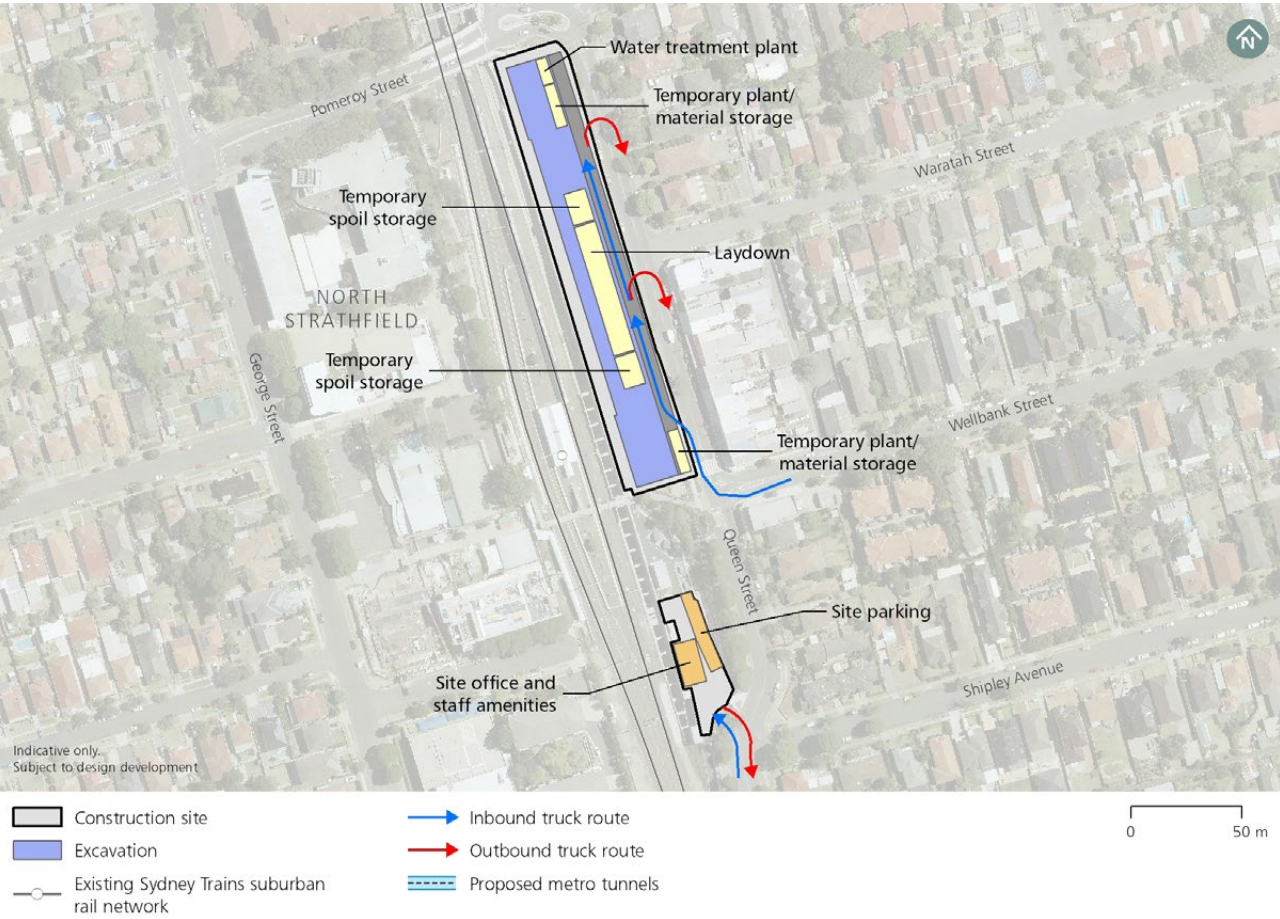 N
Water treatment plant
Pomeroy Street
Temporary plant/
material storage
Waratah Street
Temporary
spoil storage
Laydown
NORTH
STRATHFIELD
Temporary
spoil storage
George Street
Wellbank Street
Temporary plant/
material storage
Queen Street
Site parking
Site office and
staff amenities
Shipley Avenue
Indicative only.
Subject to design development
Construction site
Excavation
Existing Sydney Trains suburban
rail network
Inbound truck route
Outbound truck route
Proposed metro tunnels
0
50 m